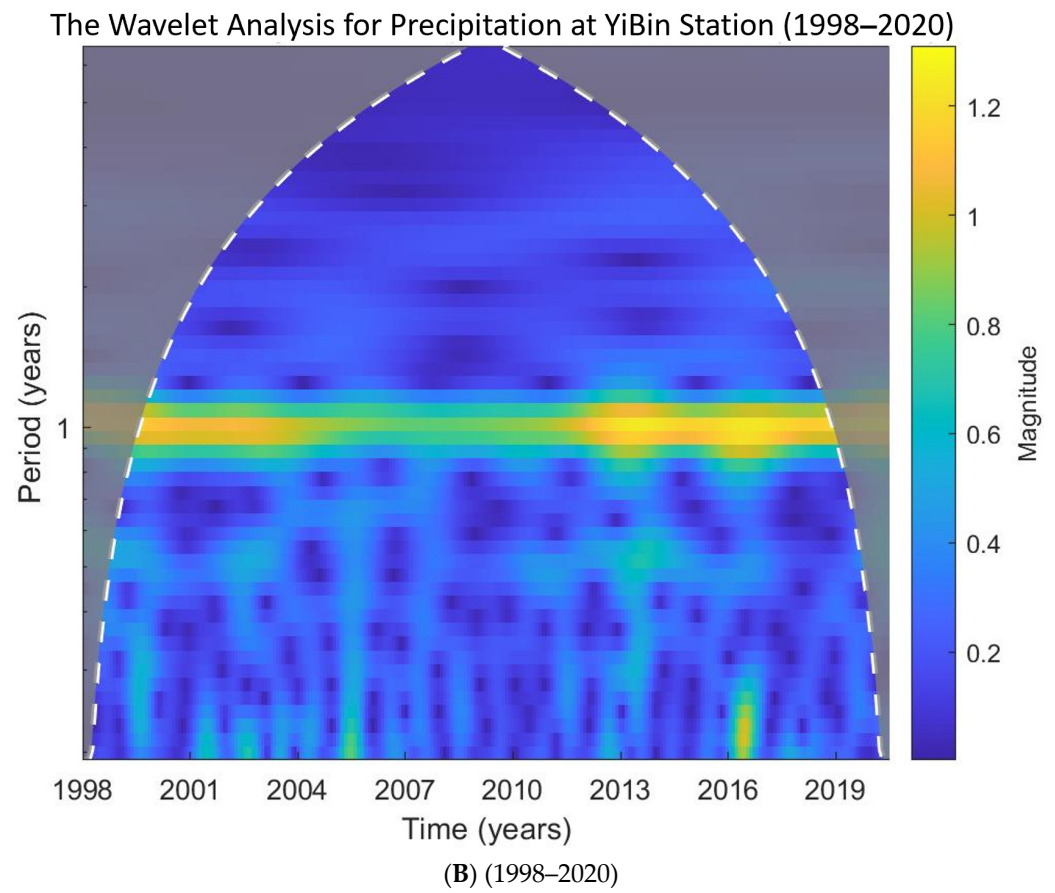 The Wavelet Analysis for Precipitation at YiBin Station (1998–2020)
Period (years)
1
1998 2001 2004 2007 2010 2013 2016 2019
Time (years)
1.2
1
0.8
0.6
0.4
0.2
Magnitude
(B) (1998–2020)